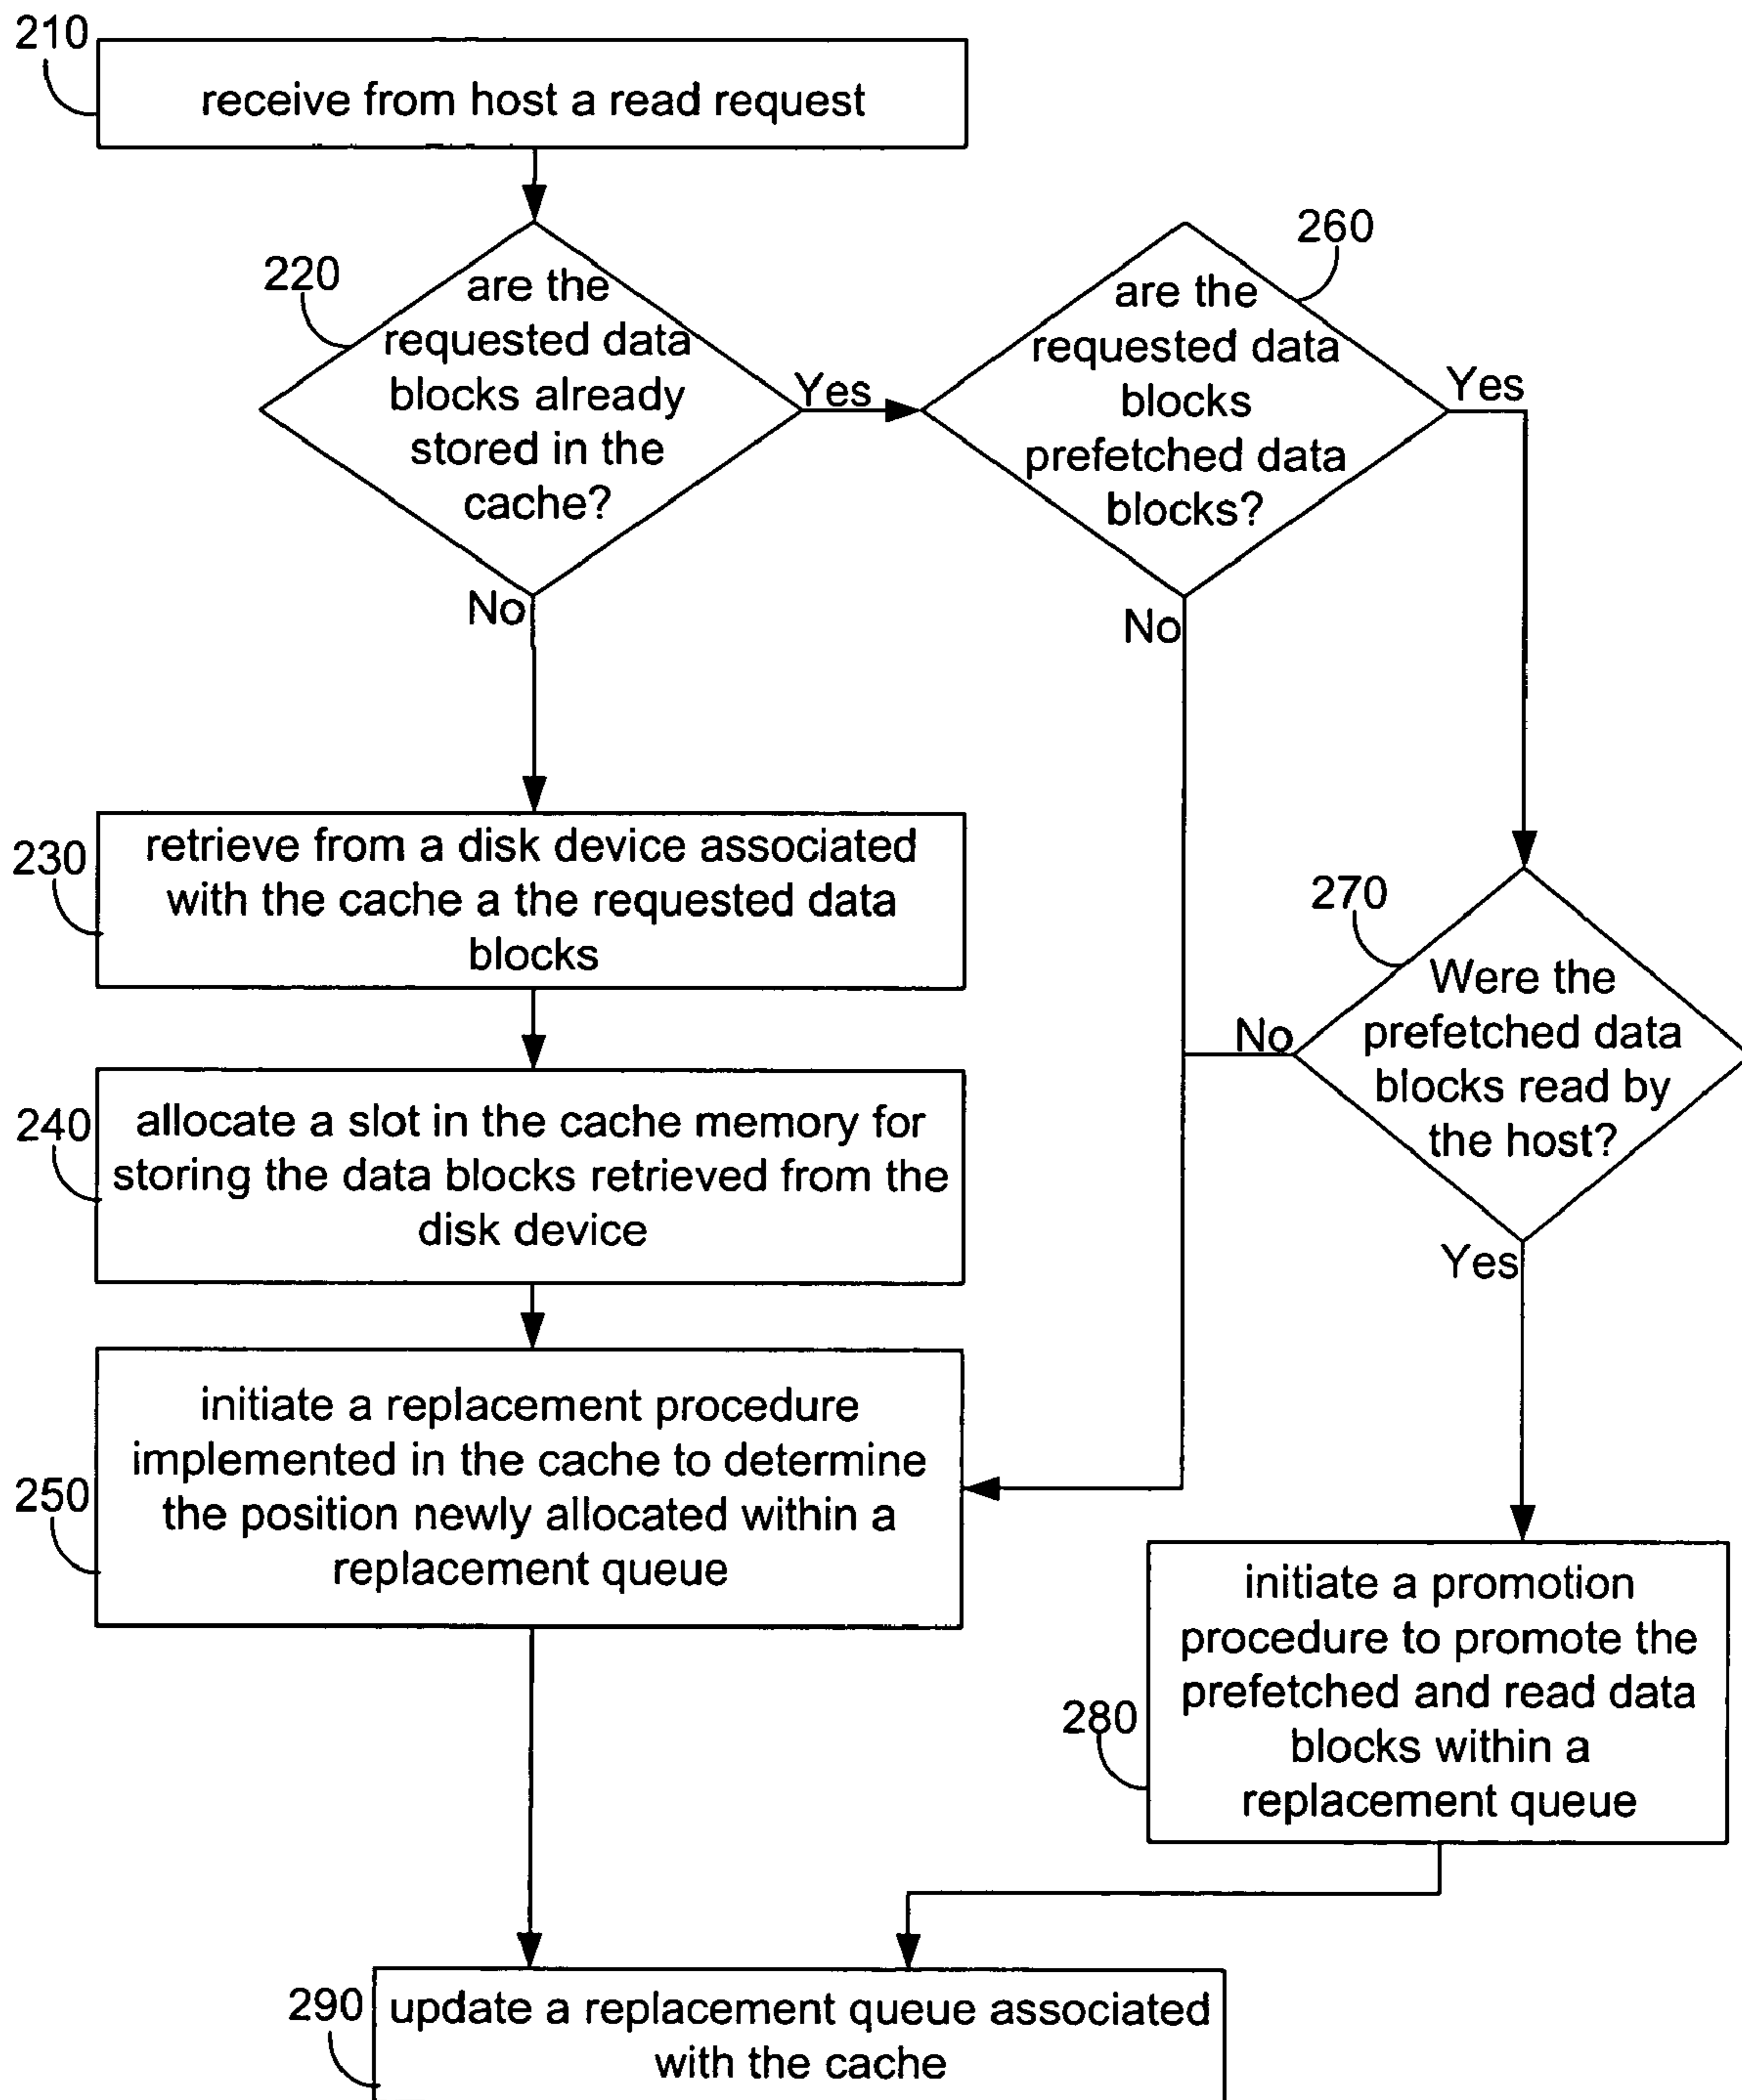 210
receive from host a read request
220
are the
requested data
blocks already
stored in the
cache?
Yes
No
260
are the
requested data
blocks
prefetched data
blocks?
Yes
No
230
retrieve from a disk device associated
with the cache a the requested data
blocks
270
Were the
prefetched data
blocks read by
the host?
No
Yes
240
allocate a slot in the cache memory for
storing the data blocks retrieved from the
disk device
250
initiate a replacement procedure
implemented in the cache to determine
the position newly allocated within a
replacement queue
280
initiate a promotion
procedure to promote the
prefetched and read data
blocks within a
replacement queue
290
update a replacement queue associated
with the cache